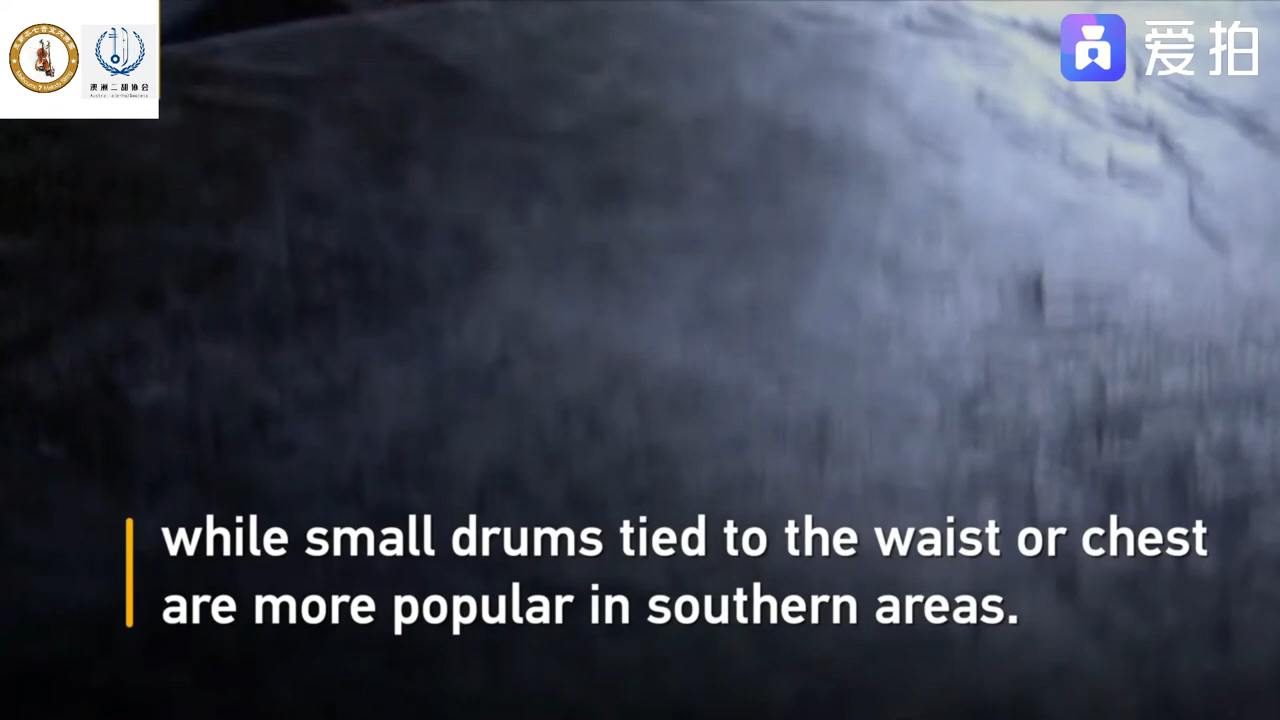 爱拍
澳洲二胡协会
while small drums tied to the waist or chest
are more popular in southern areas.